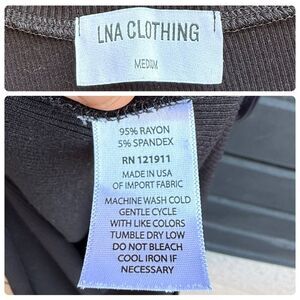 LNA CLOTHING
MEDIUM
95% RAYON
5% SPANDEX
RN 121911
MADE IN USA
OF IMPORT FABRIC
MACHINE WASH COLD
GENTLE CYCLE
WITH LIKE COLORS
TUMBLE DRY LOW
DO NOT BLEACH
COOL IRON IF
NECESSARY